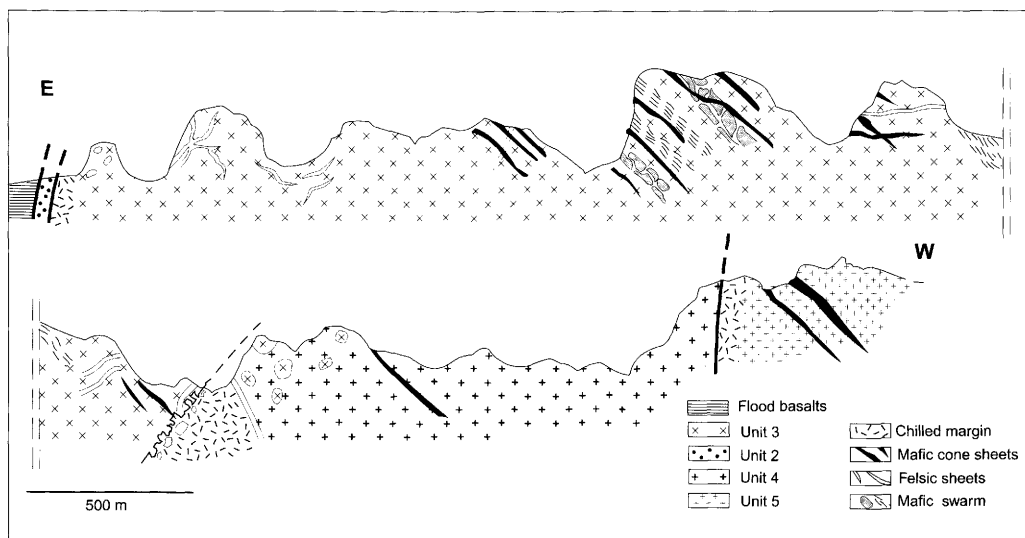 E
W
Flood basalts
Unit 3
Unit 2
Unit 4
Unit 5
Chilled margin
Mafic cone sheets
Felsic sheets
Mafic swarm
500 m